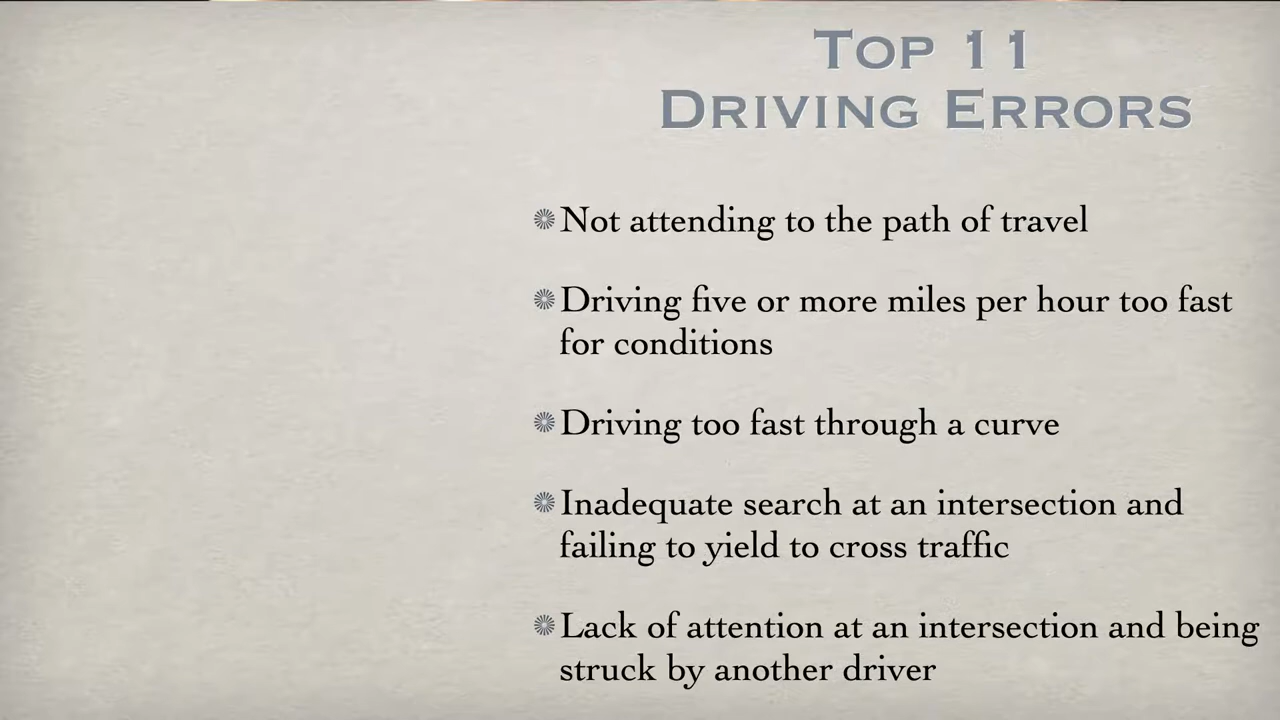 Top 11
Driving Errors
Not attending to the path of travel
Driving five or more miles per hour too fast
for conditions
Driving too fast through a curve
Inadequate search at an intersection and
failing to yield to cross traffic
Lack of attention at an intersection and being
struck by another driver